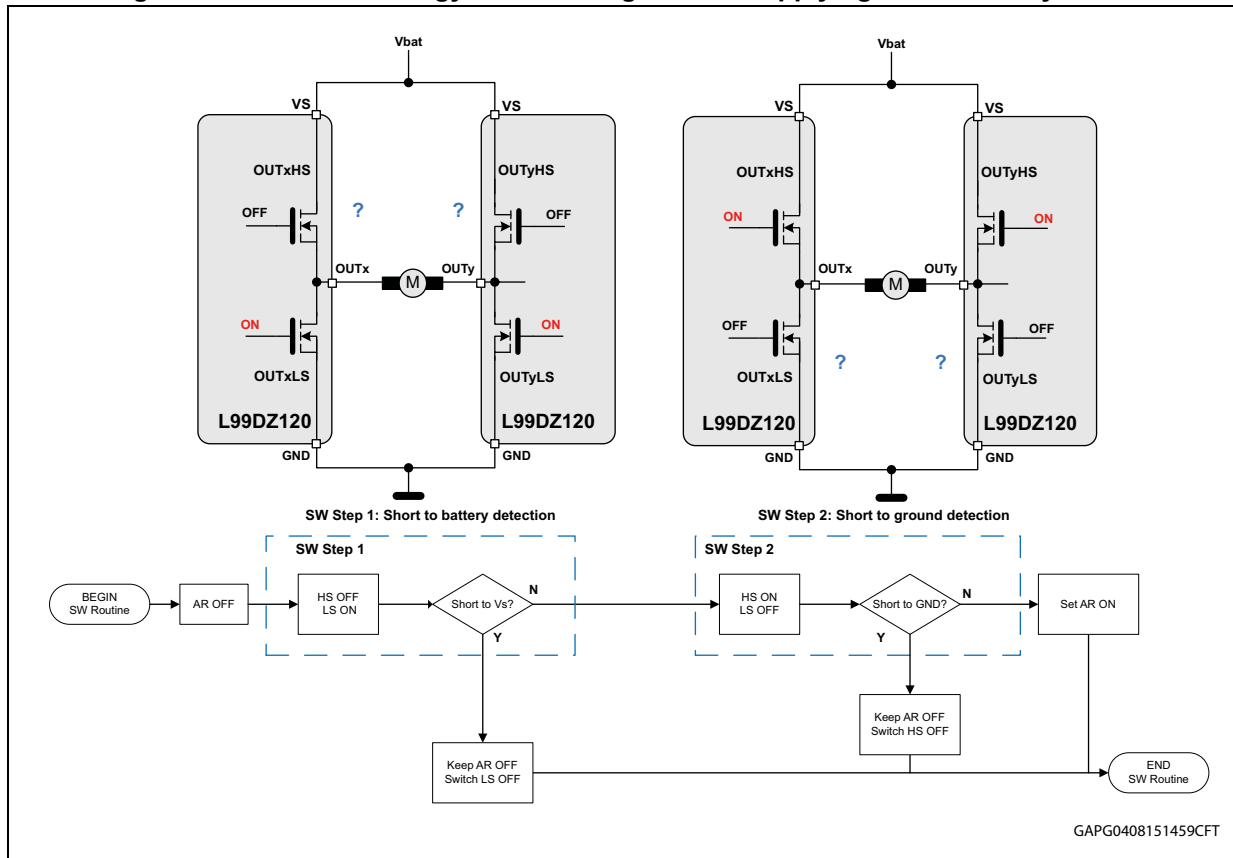 Vbat
VS
VS
OUTxHS
OUTyHS
OFF
?
?
OFF
OUTx
M
OUTy
ON
ON
OUTxLS
OUTyLS
L99DZ120
L99DZ120
GND
GND
SW Step 1: Short to battery detection
Vbat
VS
VS
OUTxHS
OUTyHS
ON
ON
OUTx
M
OUTy
OFF
OFF
?
?
OUTxLS
OUTyLS
L99DZ120
L99DZ120
GND
GND
SW Step 2: Short to ground detection
SW Step 1
SW Step 2
BEGIN
SW Routine
AR OFF
HS OFF
LS ON
Short to Vs?
N
Y
HS ON
LS OFF
Short to GND?
N
Y
Set AR ON
Keep AR OFF
Switch HS OFF
Keep AR OFF
Switch LS OFF
END
SW Routine
GAPG0408151459CFT